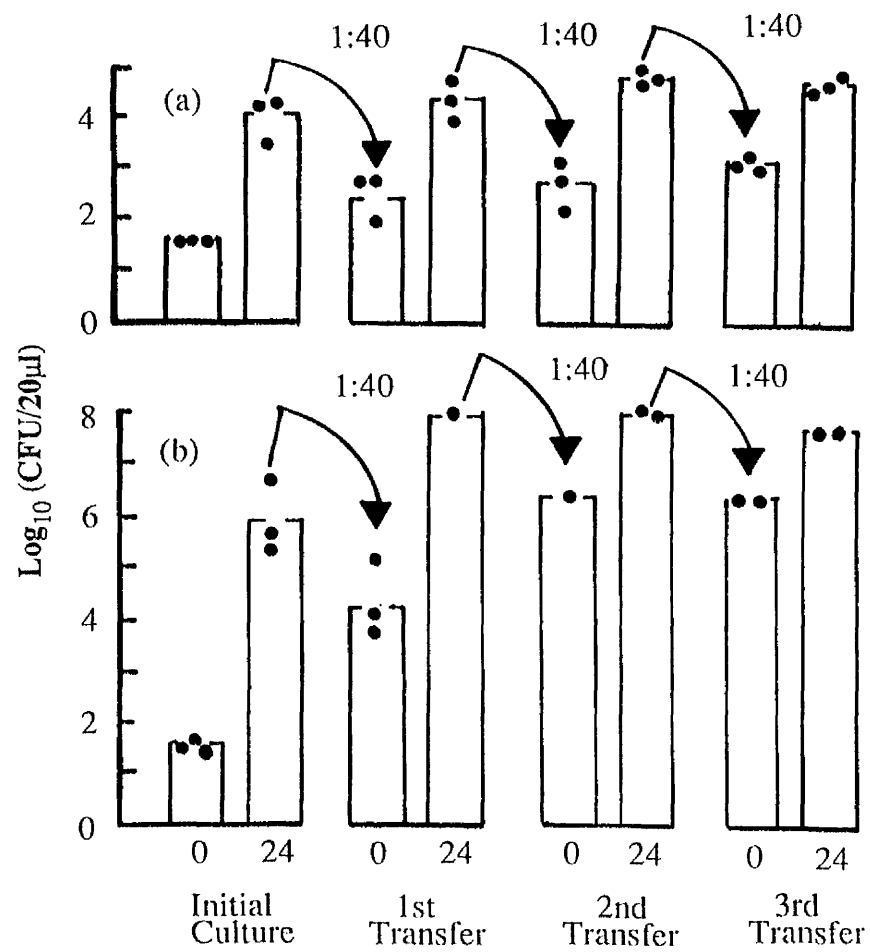 1:40 1:40 1:40
(a)
4
2
0
Log10 (CFU/20µl)
1:40 1:40 1:40
8
(b)
6
4
2
0
0 24 0 24 0 24 0 24
Initial Culture
1st Transfer
2nd Transfer
3rd Transfer